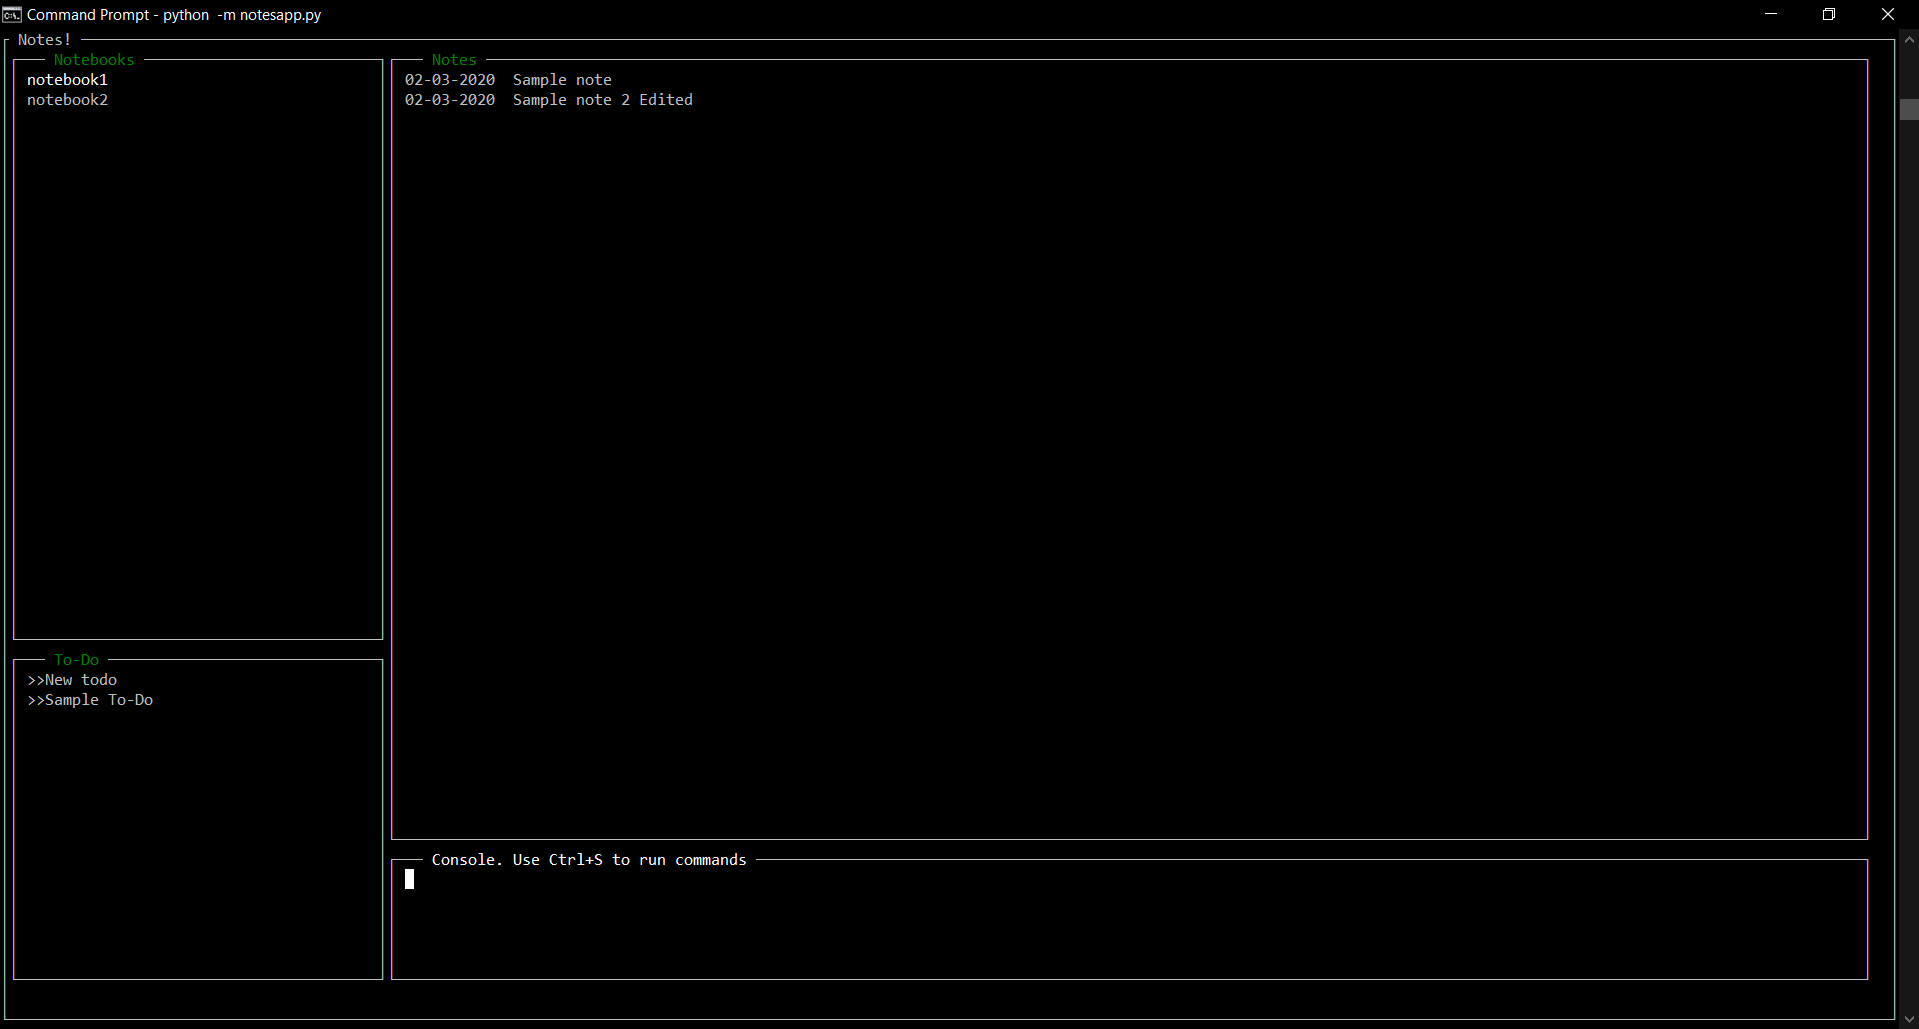 Command Prompt - python  -m notesapp.py
Notes!
Notebooks
notebook1
notebook2
Notes
02-03-2020  Sample note
02-03-2020  Sample note 2 Edited
To-Do
>>New todo
>>Sample To-Do
Console. Use Ctrl+S to run commands